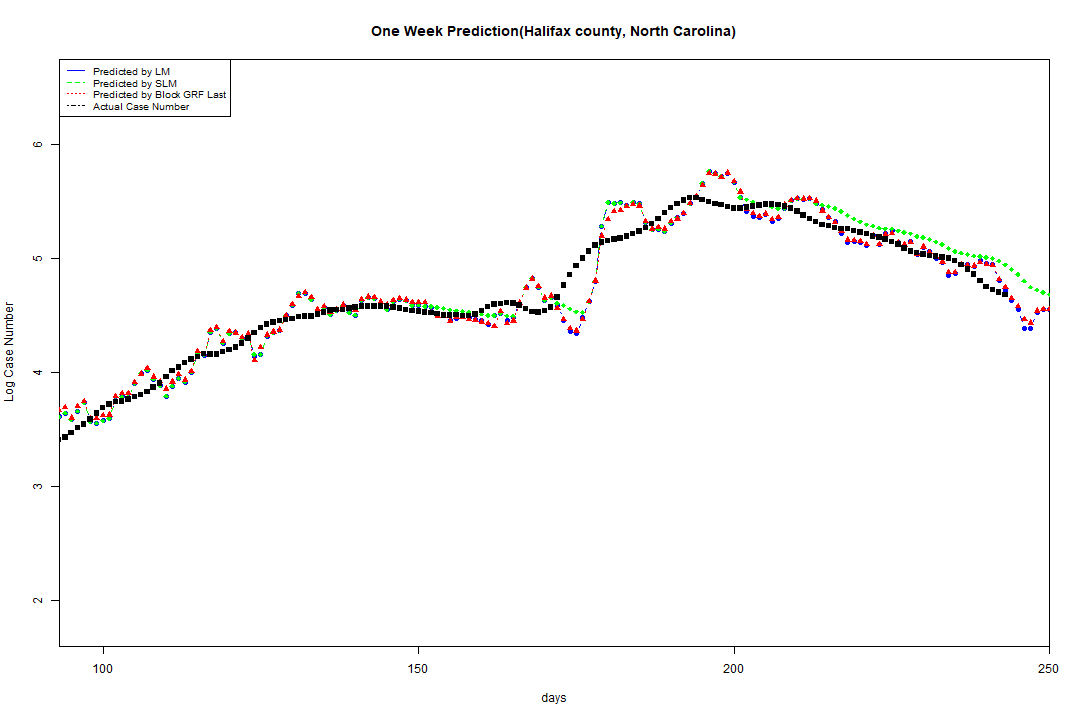 One Week Prediction(Halifax county, North Carolina)
Predicted by LM
Predicted by SLM
Predicted by Block GRF Last
Actual Case Number
6
5
4
3
2
Log Case Number
100 150 200 250
days